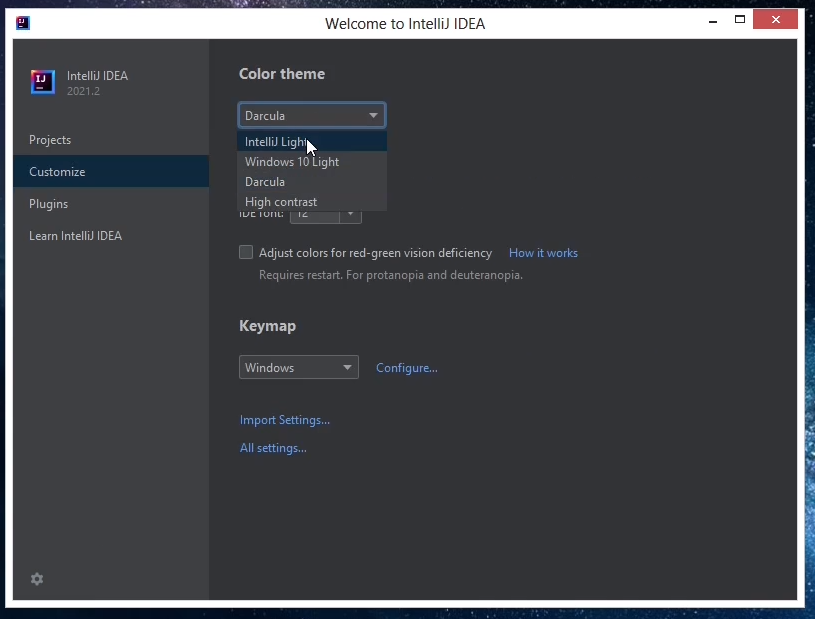 Welcome to IntelliJ IDEA
IJ
IntelliJ IDEA
2021.2
Projects
Customize
Plugins
Learn IntelliJ IDEA
Color theme
Darcula
IntelliJ Light
Windows 10 Light
Darcula
High contrast
IDE font: 12
Adjust colors for red-green vision deficiency How it works
Requires restart. For protanopia and deuteranopia.
Keymap
Windows Configure...
Import Settings...
All settings...